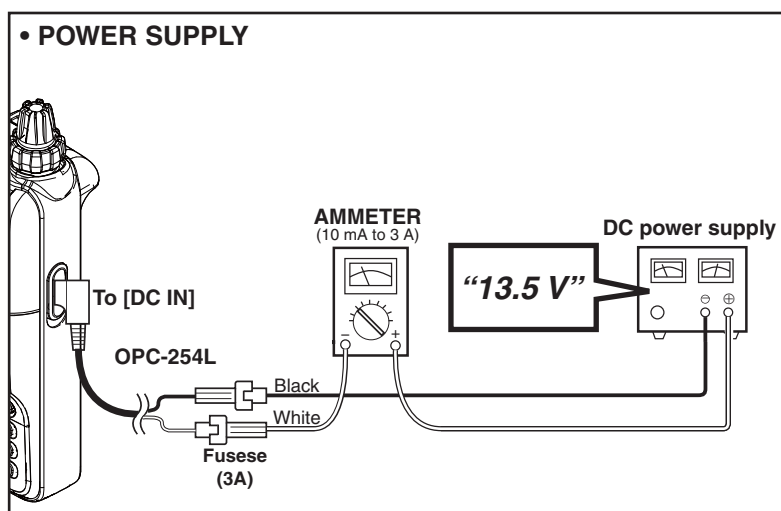 • POWER SUPPLY
AMMETER
(10 mA to 3 A)
DC power supply
“13.5 V”
To [DC IN]
OPC-254L
Black
White
Fusese
(3A)